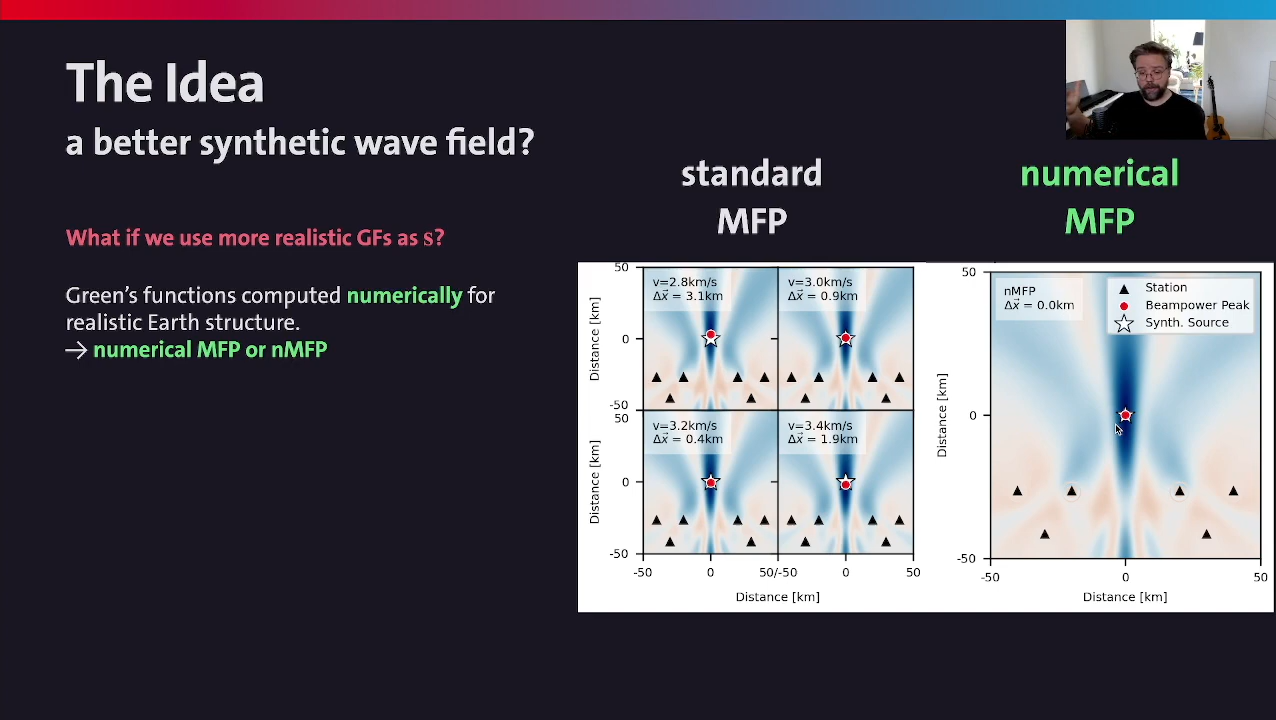 The Idea
a better synthetic wave field?
What if we use more realistic GFs as s?
Green's functions computed numerically for
realistic Earth structure.
→ numerical MFP or nMFP
standard
MFP
numerical
MFP
50
0
-50
Distance [km]
v=2.8km/s
Δx⃗ = 3.1km
v=3.0km/s
Δx⃗ = 0.9km
50
0
-50
Distance [km]
v=3.2km/s
Δx⃗ = 0.4km
v=3.4km/s
Δx⃗ = 1.9km
-50
0
50/-50
0
50
Distance [km]
50
0
-50
Distance [km]
nMFP
Δx⃗ = 0.0km
Station
Beampower Peak
Synth. Source
-50
0
50
Distance [km]